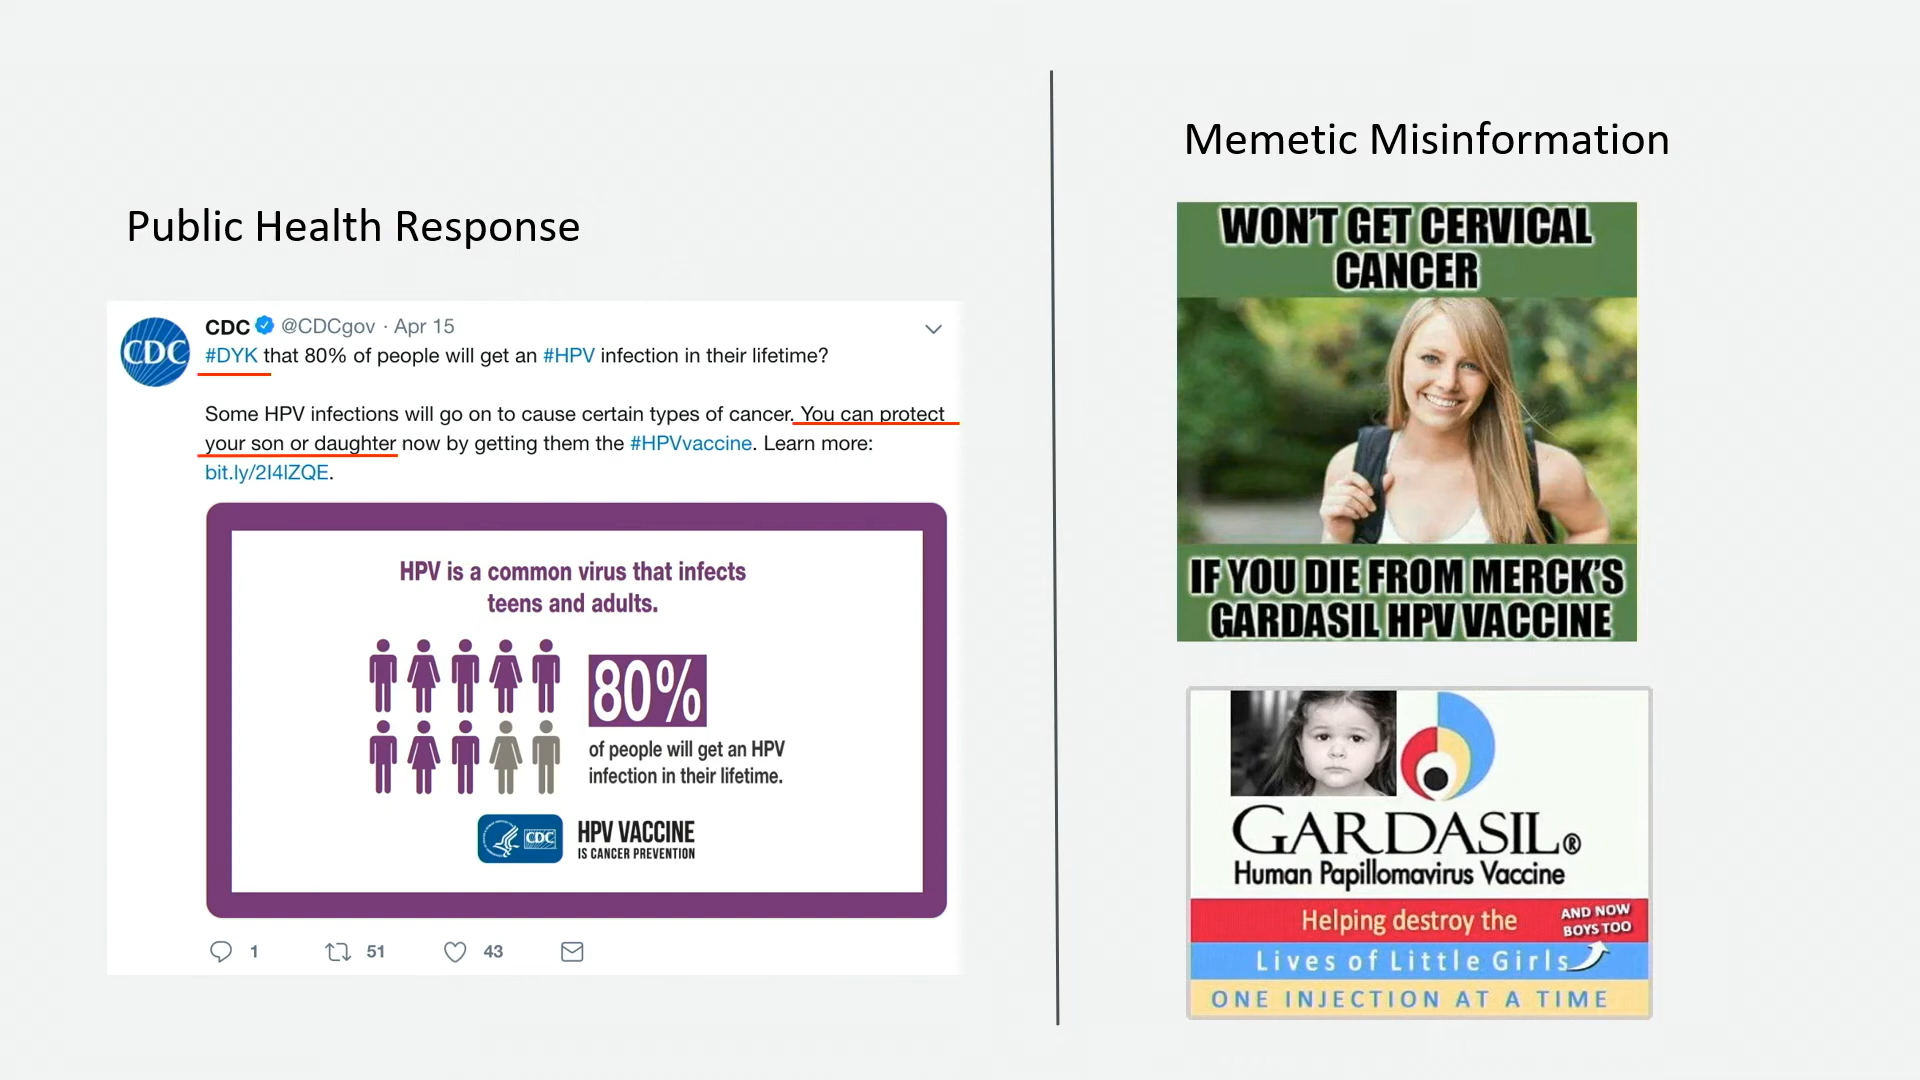 Public Health Response
CDC @CDCgov · Apr 15
#DYK that 80% of people will get an #HPV infection in their lifetime?
Some HPV infections will go on to cause certain types of cancer. You can protect
your son or daughter now by getting them the #HPVvaccine. Learn more:
bit.ly/2I4lZQE.
HPV is a common virus that infects
teens and adults.
80%
of people will get an HPV
infection in their lifetime.
CDC
HPV VACCINE
IS CANCER PREVENTION
1 51 43
Memetic Misinformation
WON'T GET CERVICAL
CANCER
IF YOU DIE FROM MERCK'S
GARDASIL HPV VACCINE
GARDASIL®
Human Papillomavirus Vaccine
Helping destroy the
AND NOW
BOYS TOO
Lives of Little Girls
ONE INJECTION AT A TIME